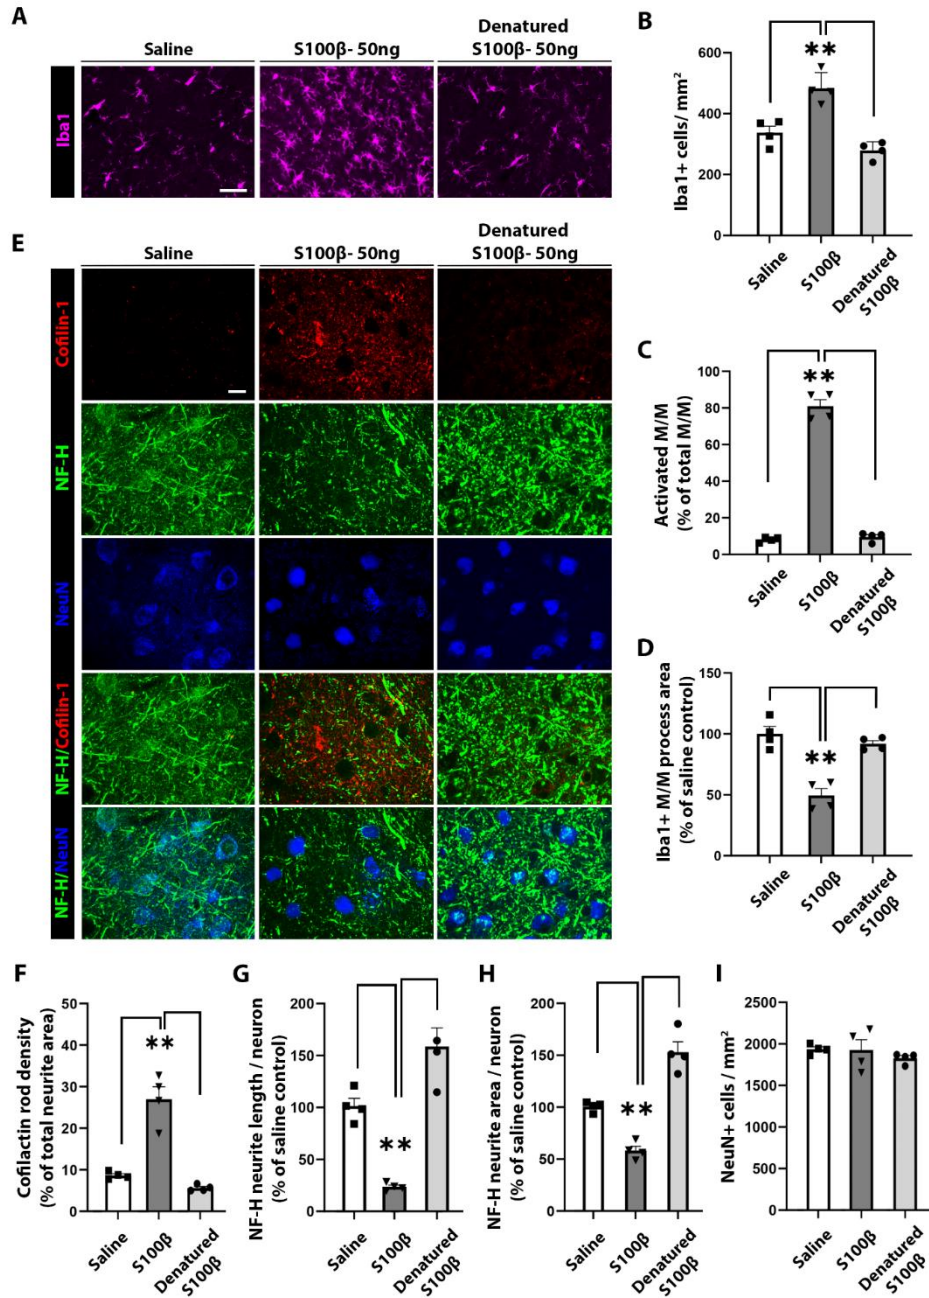 A
Saline
S100β- 50ng
Denatured
S100β- 50ng
Iba1
B
Iba1+ cells/ mm²
600
400
200
0
**
Saline
S100β
Denatured
S100β
E
Saline
S100β- 50ng
Denatured
S100β- 50ng
Cofilin-1
NF-H
NeuN
NF-H/Cofilin-1
NF-H/NeuN
C
Activated M/M
(% of total M/M)
100
80
60
40
20
0
**
Saline
S100β
Denatured
S100β
D
Iba1+ M/M process area
(% of saline control)
150
100
50
0
**
Saline
S100β
Denatured
S100β
F
Cofilactin rod density
(% of total neurite area)
50
40
30
20
10
0
**
Saline
S100β
Denatured
S100β
G
NF-H neurite length / neuron
(% of saline control)
200
150
100
50
0
**
Saline
S100β
Denatured
S100β
H
NF-H neurite area / neuron
(% of saline control)
200
150
100
50
0
**
Saline
S100β
Denatured
S100β
I
NeuN+ cells / mm²
2500
2000
1500
1000
500
0
Saline
S100β
Denatured
S100β